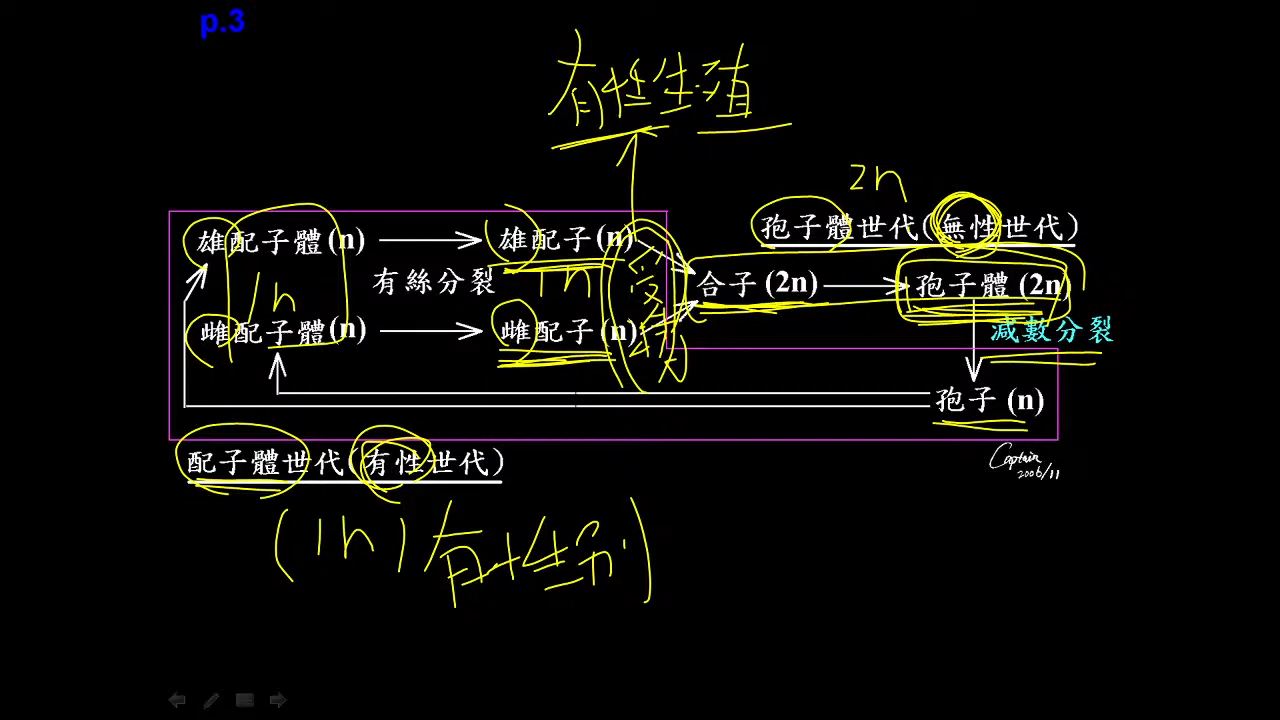 p.3
有性生殖
2n
孢子體世代(無性世代)
雄配子體(n) 雄配子(n)
有絲分裂
1n 1n
受精
合子(2n) 孢子體(2n)
雌配子體(n) 雌配子(n)
減數分裂
孢子(n)
配子體世代(有性世代)
Captain
2006/11
(1n) 有性別)